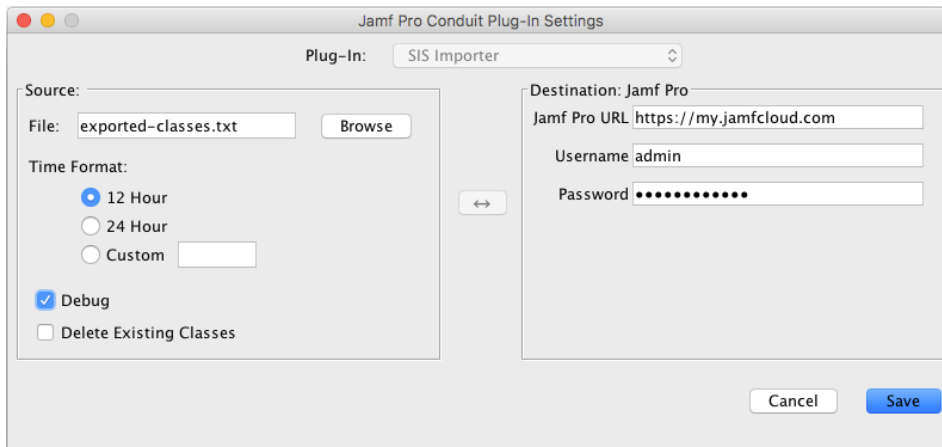 Jamf Pro Conduit Plug-In Settings
Plug-In: SIS Importer
Source:
File: exported-classes.txt Browse
Time Format:
12 Hour
24 Hour
Custom
Debug
Delete Existing Classes
Destination: Jamf Pro
Jamf Pro URL https://my.jamfcloud.com
Username admin
Password ••••••••••••
Cancel Save